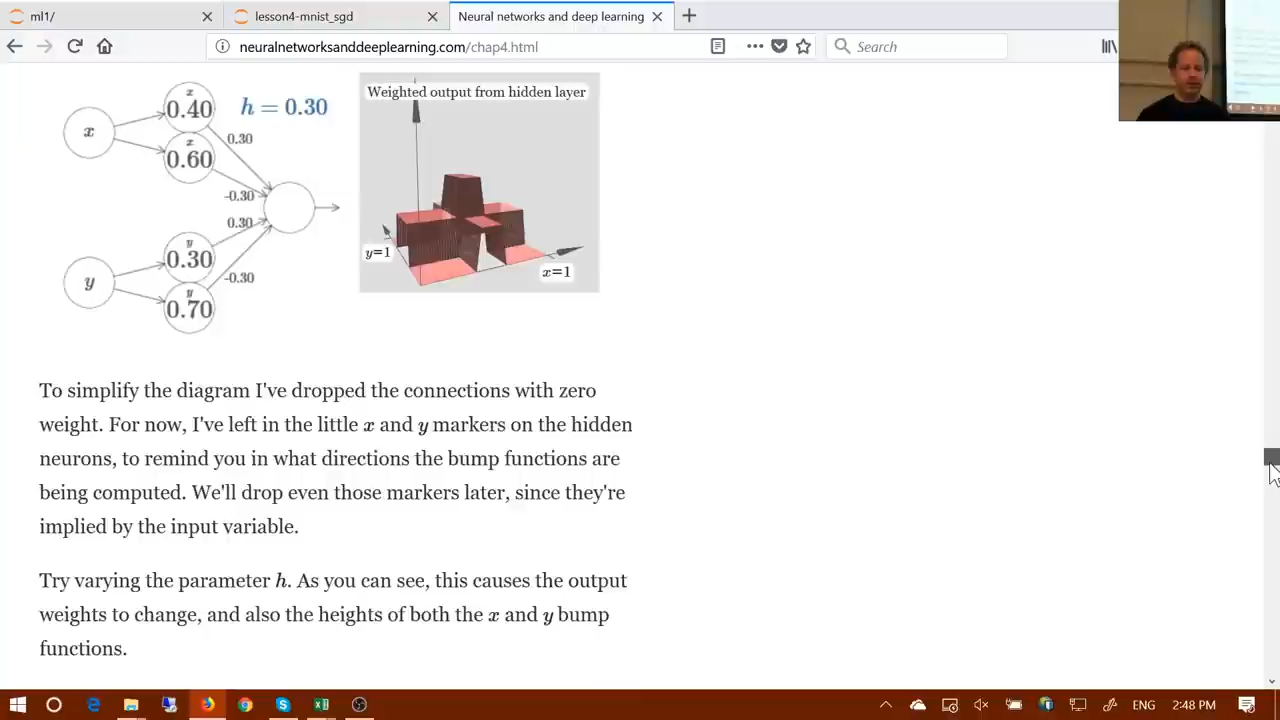 ml1/
lesson4-mnist_sgd
Neural networks and deep learning
neuralnetworksanddeeplearning.com/chap4.html
Search
x
x
0.40
x
0.60
h = 0.30
0.30
-0.30
0.30
-0.30
y
y
0.30
y
0.70
Weighted output from hidden layer
y=1
x=1
To simplify the diagram I've dropped the connections with zero
weight. For now, I've left in the little x and y markers on the hidden
neurons, to remind you in what directions the bump functions are
being computed. We'll drop even those markers later, since they're
implied by the input variable.
Try varying the parameter h. As you can see, this causes the output
weights to change, and also the heights of both the x and y bump
functions.
ENG
2:48 PM